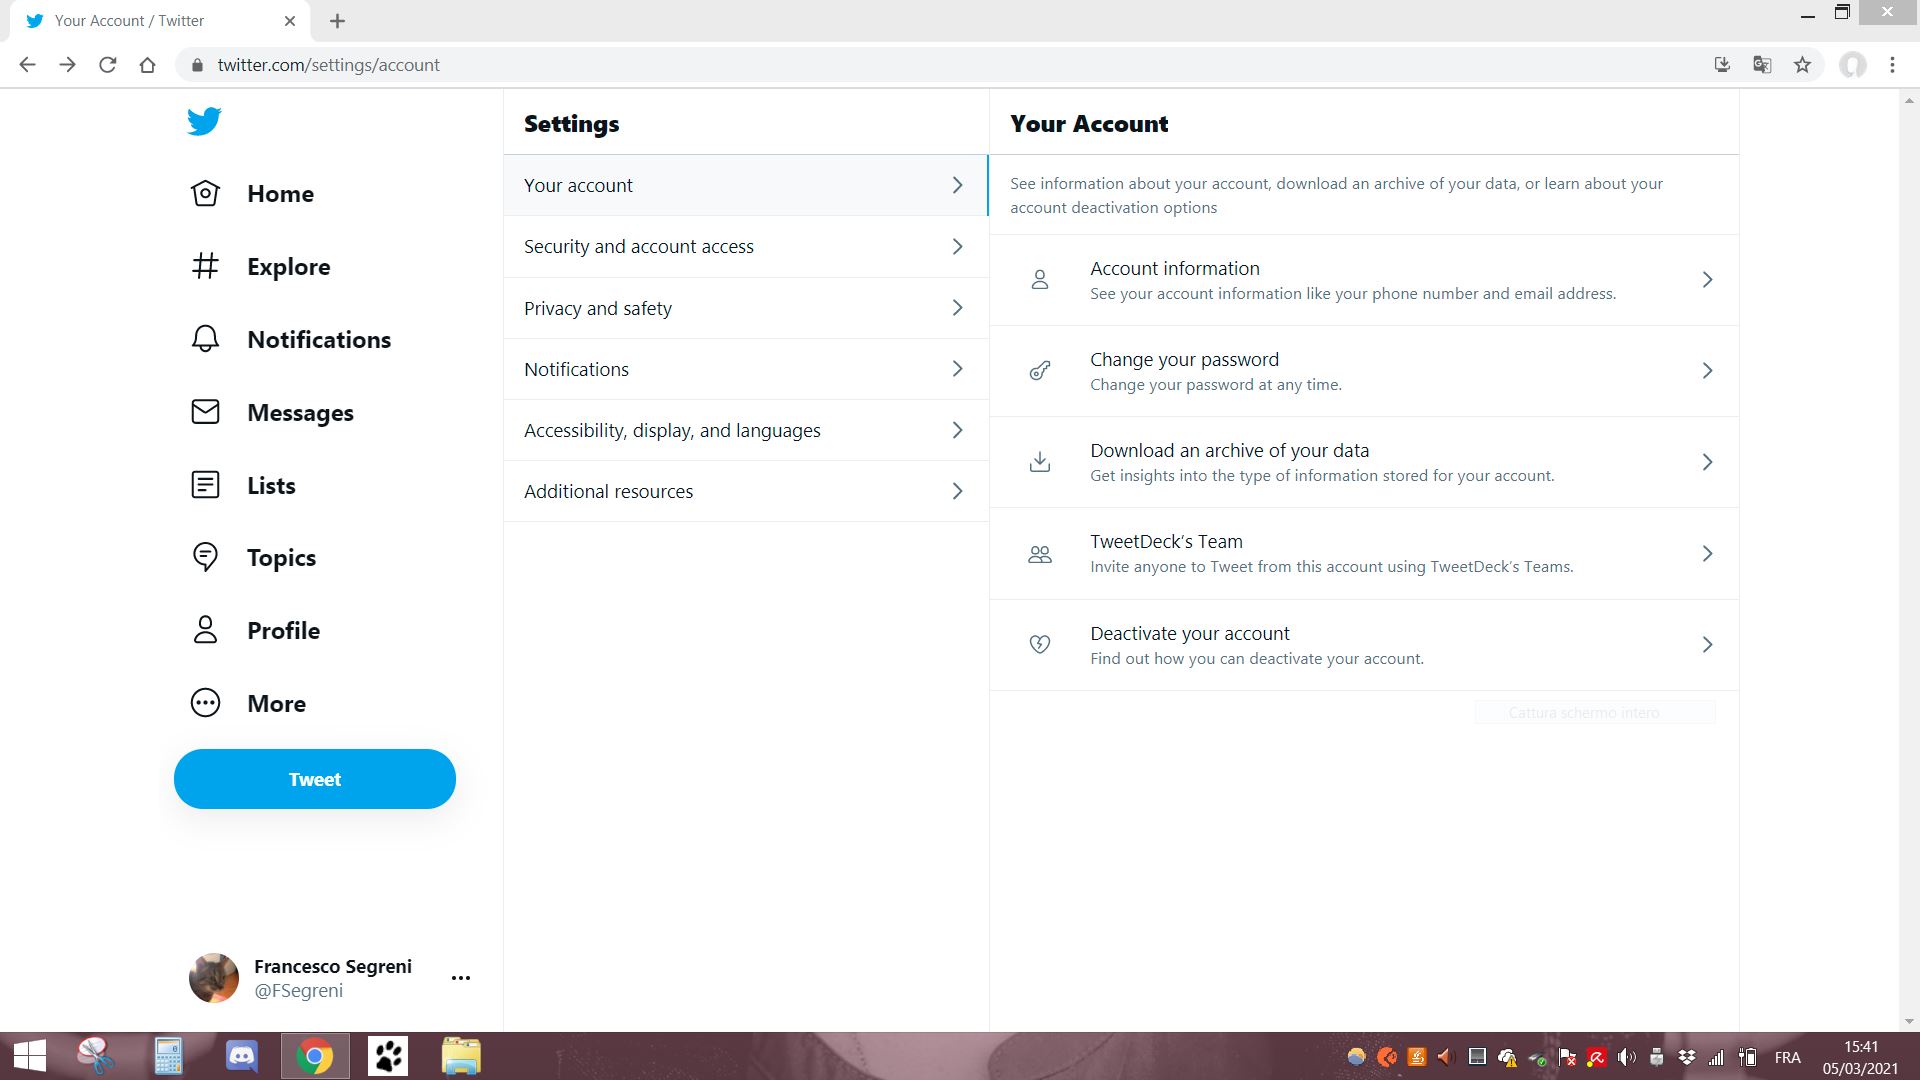 Your Account / Twitter
twitter.com/settings/account
Home
Explore
Notifications
Messages
Lists
Topics
Profile
More
Tweet
Francesco Segreni
@FSegreni
Settings
Your account
Security and account access
Privacy and safety
Notifications
Accessibility, display, and languages
Additional resources
Your Account
See information about your account, download an archive of your data, or learn about your
account deactivation options
Account information
See your account information like your phone number and email address.
Change your password
Change your password at any time.
Download an archive of your data
Get insights into the type of information stored for your account.
TweetDeck’s Team
Invite anyone to Tweet from this account using TweetDeck’s Teams.
Deactivate your account
Find out how you can deactivate your account.
Cattura schermo intero
FRA
15:41
05/03/2021